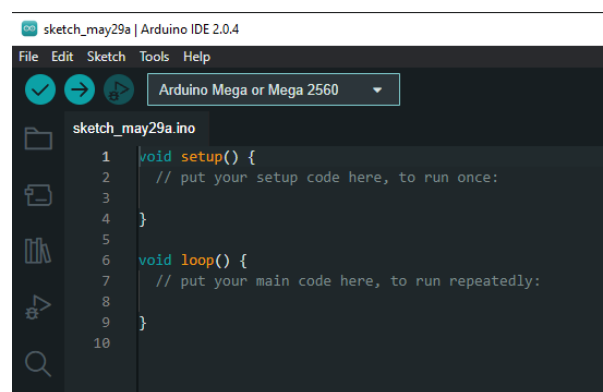 sketch_may29a | Arduino IDE 2.0.4
File Edit Sketch Tools Help
Arduino Mega or Mega 2560
sketch_may29a.ino
1 void setup() {
2 // put your setup code here, to run once:
3
4 }
5
6 void loop() {
7 // put your main code here, to run repeatedly:
8
9 }
10